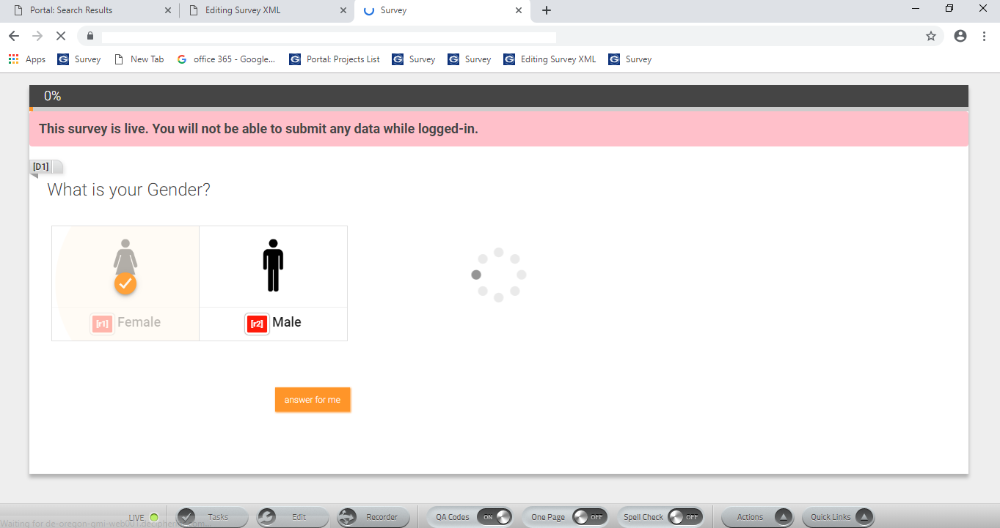 Portal: Search Results
Editing Survey XML
Survey
Apps
Survey
New Tab
office 365 - Google...
Portal: Projects List
Survey
Survey
Editing Survey XML
Survey
0%
This survey is live. You will not be able to submit any data while logged-in.
[D1]
What is your Gender?
[r1] Female
[r2] Male
answer for me
LIVE
Tasks
Edit
Recorder
QA Codes ON
One Page OFF
Spell Check OFF
Actions
Quick Links
Waiting for de-oregon-gmi-web001.decipherinc.com...